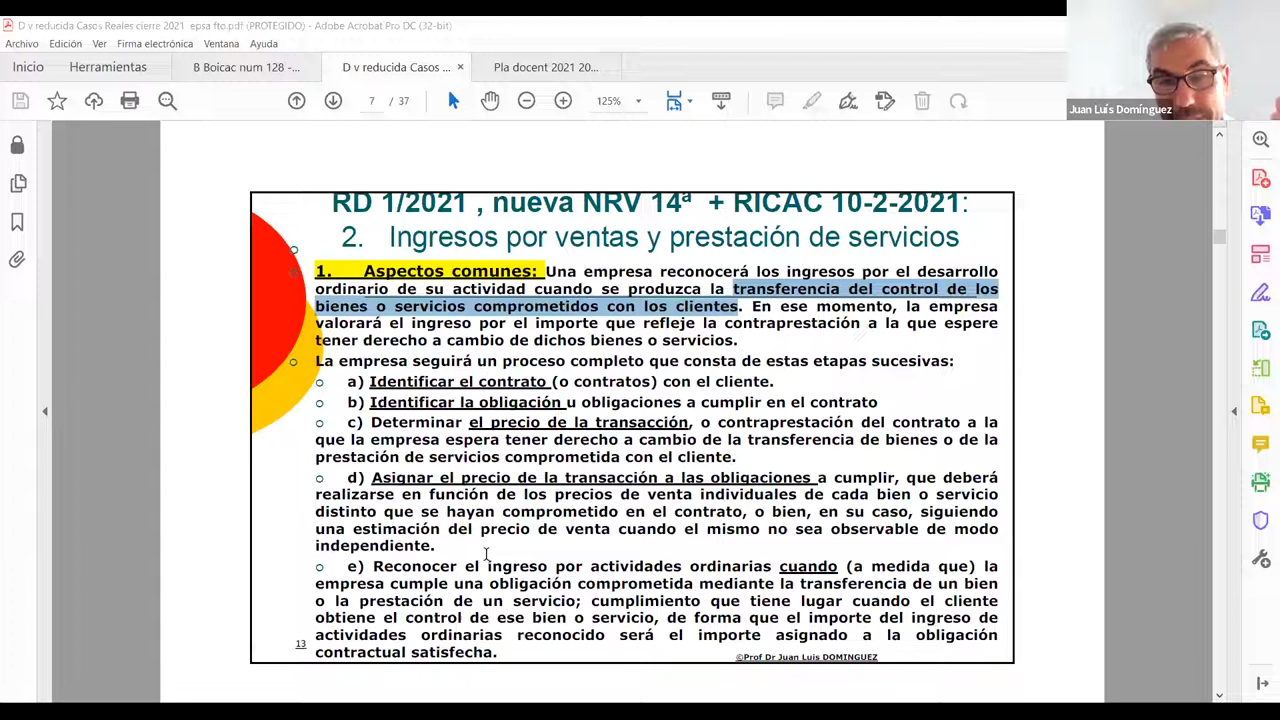 D v reducida Casos Reales cierre 2021 epsa fto.pdf (PROTEGIDO) - Adobe Acrobat Pro DC (32-bit)
Archivo Edición Ver Firma electrónica Ventana Ayuda
Inicio Herramientas B Boicac num 128 -... D v reducida Casos ... × Pla docent 2021 20...
7 / 37 125%
Juan Luís Domínguez
RD 1/2021 , nueva NRV 14ª + RICAC 10-2-2021:
2. Ingresos por ventas y prestación de servicios
1. Aspectos comunes: Una empresa reconocerá los ingresos por el desarrollo
ordinario de su actividad cuando se produzca la transferencia del control de los
bienes o servicios comprometidos con los clientes. En ese momento, la empresa
valorará el ingreso por el importe que refleje la contraprestación a la que espere
tener derecho a cambio de dichos bienes o servicios.
La empresa seguirá un proceso completo que consta de estas etapas sucesivas:
a) Identificar el contrato (o contratos) con el cliente.
b) Identificar la obligación u obligaciones a cumplir en el contrato
c) Determinar el precio de la transacción, o contraprestación del contrato a la
que la empresa espera tener derecho a cambio de la transferencia de bienes o de la
prestación de servicios comprometida con el cliente.
d) Asignar el precio de la transacción a las obligaciones a cumplir, que deberá
realizarse en función de los precios de venta individuales de cada bien o servicio
distinto que se hayan comprometido en el contrato, o bien, en su caso, siguiendo
una estimación del precio de venta cuando el mismo no sea observable de modo
independiente.
e) Reconocer el ingreso por actividades ordinarias cuando (a medida que) la
empresa cumple una obligación comprometida mediante la transferencia de un bien
o la prestación de un servicio; cumplimiento que tiene lugar cuando el cliente
obtiene el control de ese bien o servicio, de forma que el importe del ingreso de
actividades ordinarias reconocido será el importe asignado a la obligación
contractual satisfecha.
13
©Prof Dr Juan Luis DOMINGUEZ